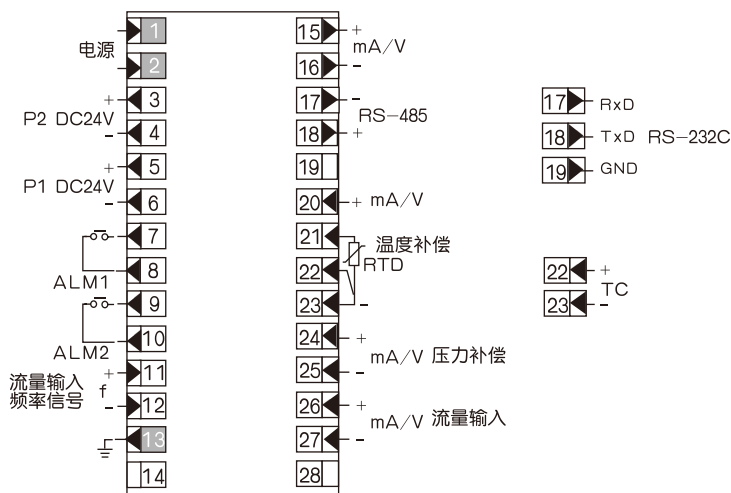 电源
1
2
+ 3
P2 DC24V
- 4
+ 5
P1 DC24V
- 6
7
8
ALM1
9
10
ALM2
流量输入
频率信号
f
+ 11
- 12
13
14
15 +
mA/V
16 -
17 -
RS-485
18 +
19
20 + mA/V
21
温度补偿
22 RTD
23 -
24 +
mA/V 压力补偿
25 -
26 +
mA/V 流量输入
27 -
28
17 RxD
18 TxD RS-232C
19 GND
22 +
TC
23 -